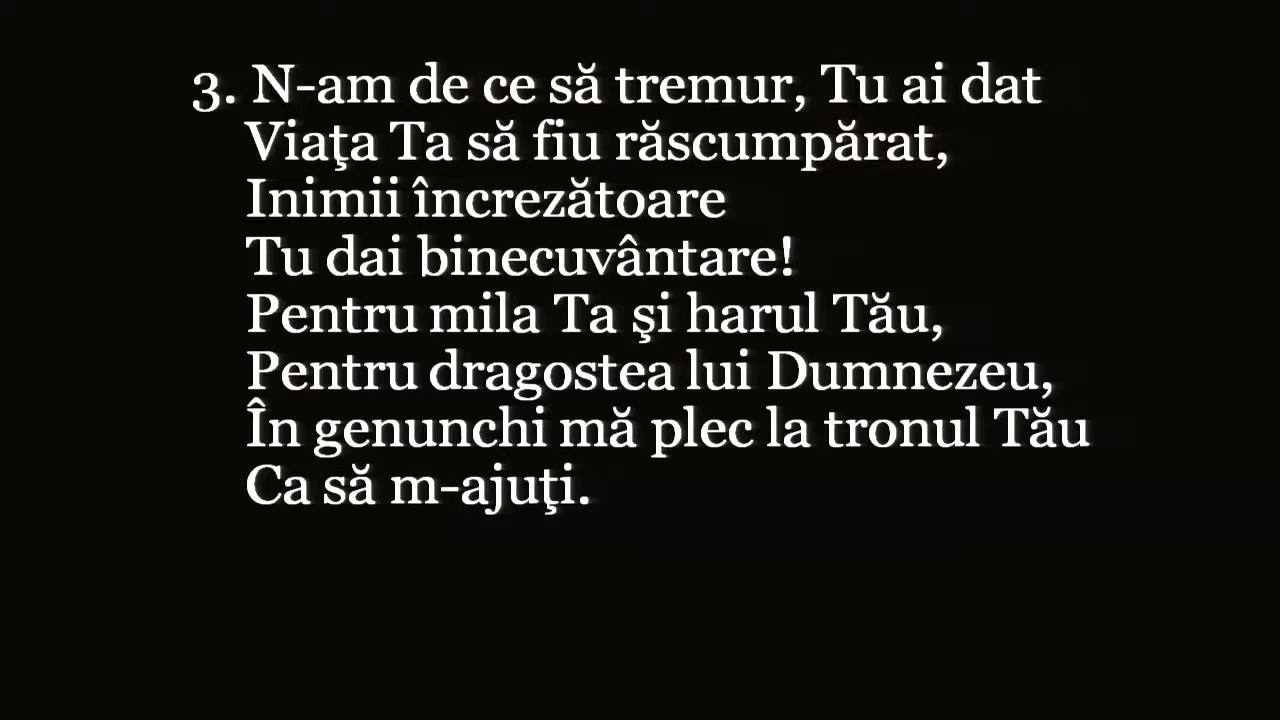 3. N-am de ce să tremur, Tu ai dat
Viaţa Ta să fiu răscumpărat,
Inimii încrezătoare
Tu dai binecuvântare!
Pentru mila Ta şi harul Tău,
Pentru dragostea lui Dumnezeu,
În genunchi mă plec la tronul Tău
Ca să m-ajuţi.